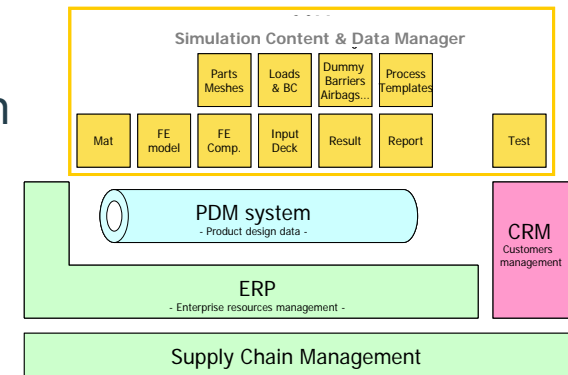 Simulation Content & Data Manager
Parts
Meshes
Loads
& BC
Dummy
Barriers
Airbags...
Process
Templates
Mat
FE
model
FE
Comp.
Input
Deck
Result
Report
Test
PDM system
- Product design data -
CRM
Customers
management
ERP
- Enterprise resources management -
Supply Chain Management